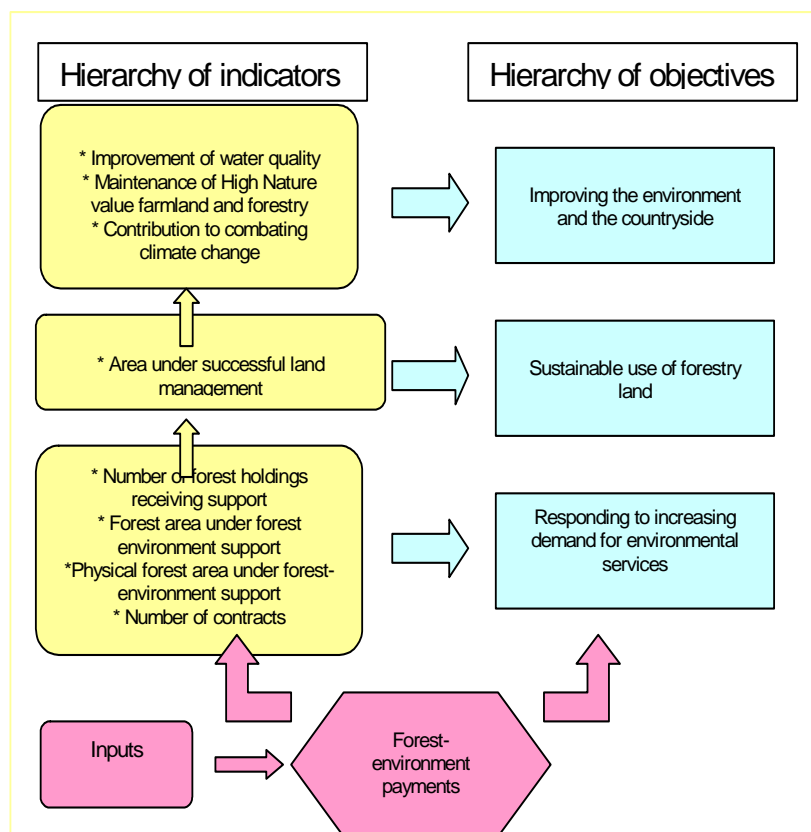 Hierarchy of indicators
Hierarchy of objectives
* Improvement of water quality
* Maintenance of High Nature
value farmland and forestry
* Contribution to combating
climate change
Improving the environment
and the countryside
* Area under successful land
management
Sustainable use of forestry
land
* Number of forest holdings
receiving support
* Forest area under forest
environment support
*Physical forest area under forest-
environment support
* Number of contracts
Responding to increasing
demand for environmental
services
Inputs
Forest-
environment
payments